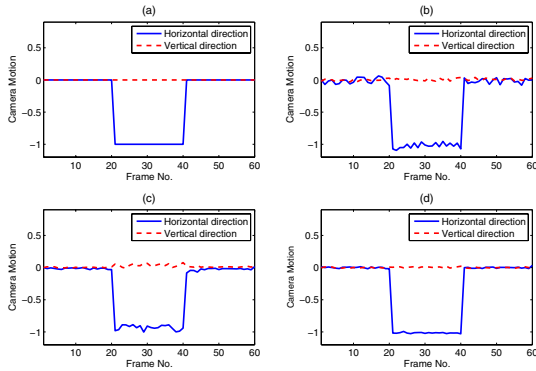 (a)
Horizontal direction
Vertical direction
Camera Motion
0.5
0
−0.5
−1
10 20 30 40 50 60
Frame No.
(b)
Horizontal direction
Vertical direction
Camera Motion
0.5
0
−0.5
−1
10 20 30 40 50 60
Frame No.
(c)
Horizontal direction
Vertical direction
Camera Motion
0.5
0
−0.5
−1
10 20 30 40 50 60
Frame No.
(d)
Horizontal direction
Vertical direction
Camera Motion
0.5
0
−0.5
−1
10 20 30 40 50 60
Frame No.